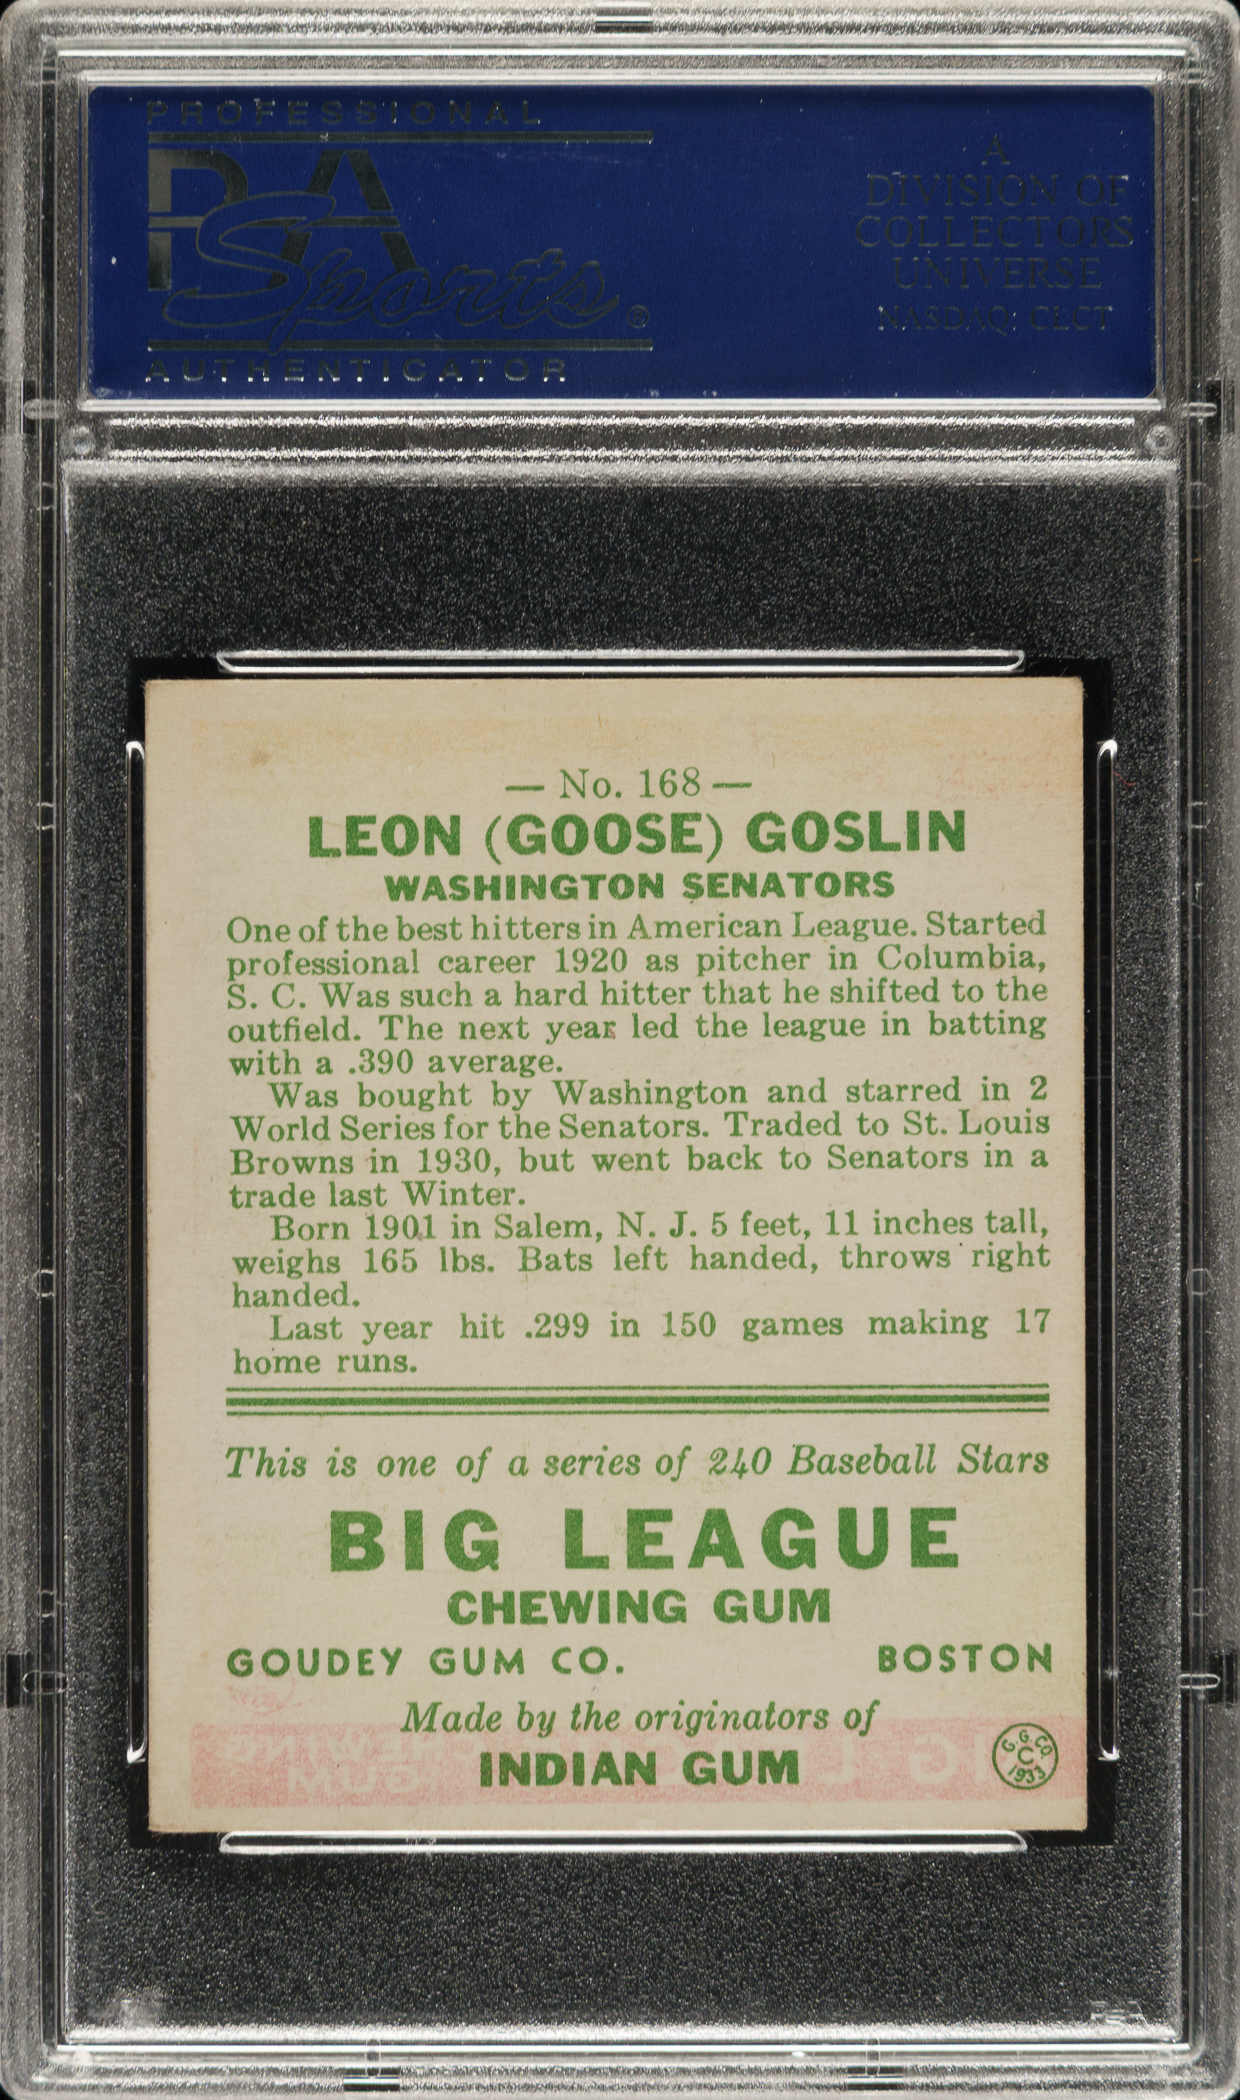 PROFESSIONAL
PSA
Sports®
AUTHENTICATOR
A
DIVISION OF
COLLECTORS
UNIVERSE
NASDAQ: CLCT
— No. 168 —
LEON (GOOSE) GOSLIN
WASHINGTON SENATORS
One of the best hitters in American League. Started
professional career 1920 as pitcher in Columbia,
S. C. Was such a hard hitter that he shifted to the
outfield. The next year led the league in batting
with a .390 average.
Was bought by Washington and starred in 2
World Series for the Senators. Traded to St. Louis
Browns in 1930, but went back to Senators in a
trade last Winter.
Born 1901 in Salem, N. J. 5 feet, 11 inches tall,
weighs 165 lbs. Bats left handed, throws right
handed.
Last year hit .299 in 150 games making 17
home runs.
This is one of a series of 240 Baseball Stars
BIG LEAGUE
CHEWING GUM
GOUDEY GUM CO. BOSTON
Made by the originators of
INDIAN GUM
G. G. CO.
C
1933
PSA